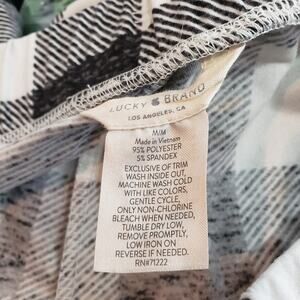 LUCKY BRAND
LOS ANGELES, CA
M/M
Made in Vietnam
95% POLYESTER
5% SPANDEX
EXCLUSIVE OF TRIM
WASH INSIDE OUT,
MACHINE WASH COLD
WITH LIKE COLORS,
GENTLE CYCLE,
ONLY NON-CHLORINE
BLEACH WHEN NEEDED,
TUMBLE DRY LOW,
REMOVE PROMPTLY,
LOW IRON ON
REVERSE IF NEEDED.
RN#71222